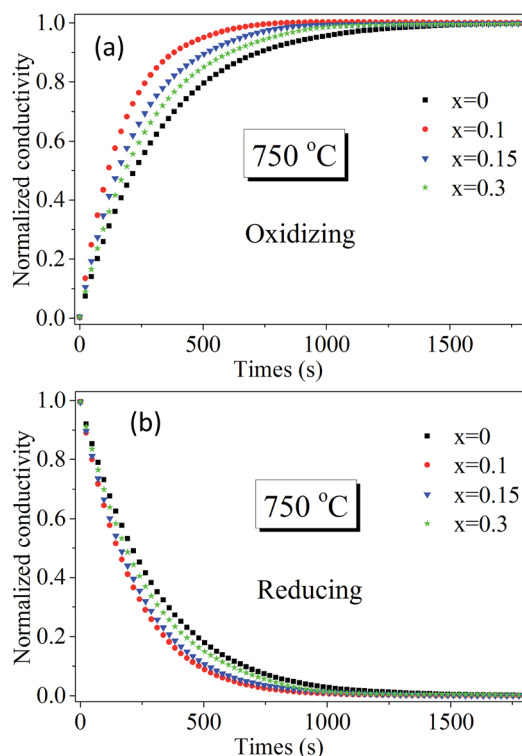 (a)
Normalized conductivity
1.0
0.8
0.6
0.4
0.2
0.0
x=0
x=0.1
x=0.15
x=0.3
750 °C
Oxidizing
0
500
1000
1500
Times (s)
(b)
Normalized conductivity
1.0
0.8
0.6
0.4
0.2
0.0
x=0
x=0.1
x=0.15
x=0.3
750 °C
Reducing
0
500
1000
1500
Times (s)